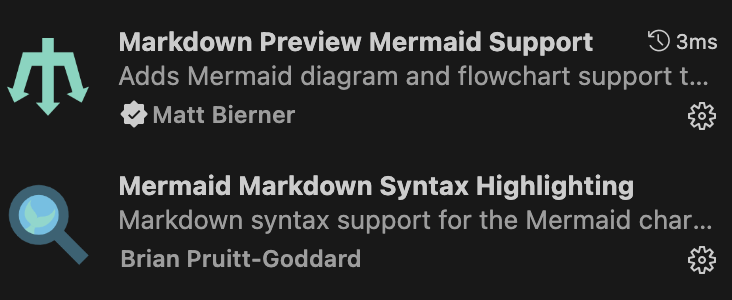 Markdown Preview Mermaid Support 3ms
Adds Mermaid diagram and flowchart support t...
Matt Bierner
Mermaid Markdown Syntax Highlighting
Markdown syntax support for the Mermaid char...
Brian Pruitt-Goddard